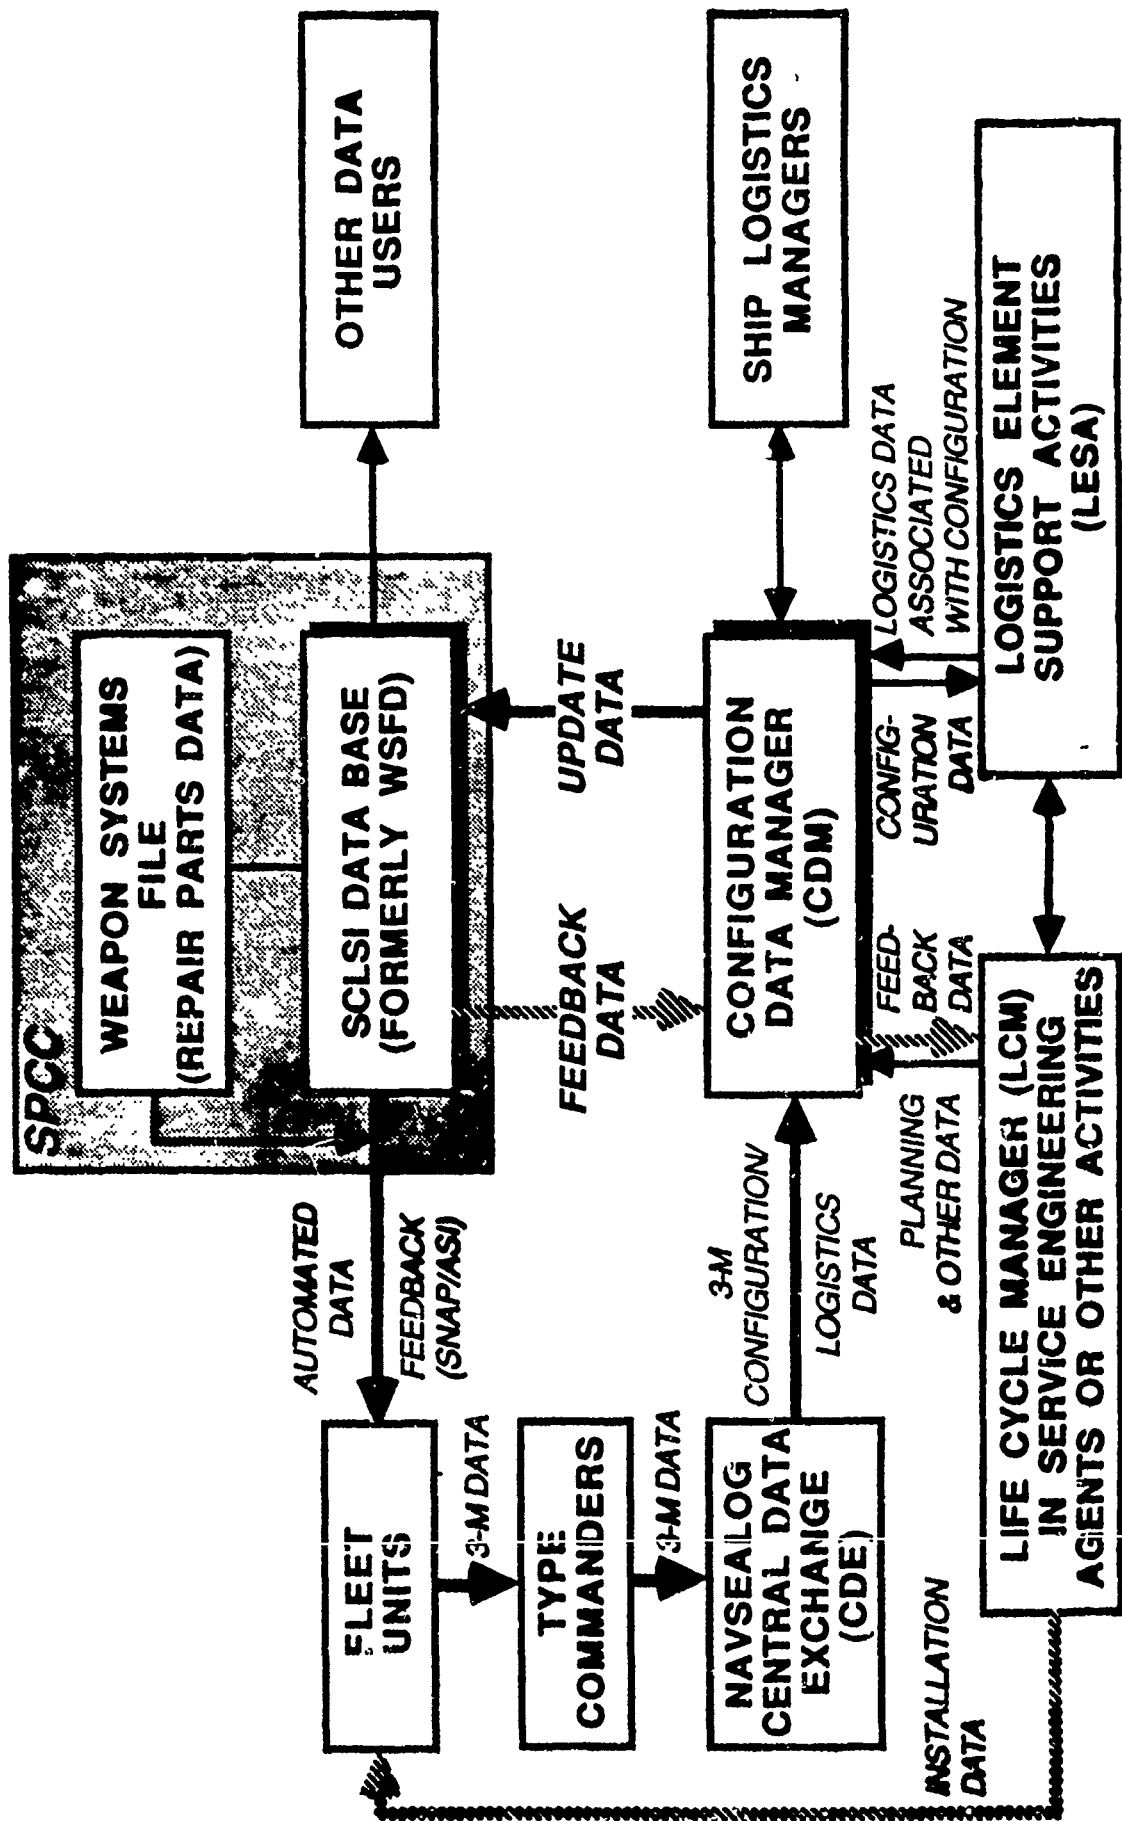 SPCC
WEAPON SYSTEMS
FILE
(REPAIR PARTS DATA)
SCLSI DATA BASE
(FORMERLY WSFD)
OTHER DATA
USERS
AUTOMATED
DATA
FEEDBACK
(SNAP/ASI)
FLEET
UNITS
3-M DATA
TYPE
COMMANDERS
3-M DATA
NAVSEALOG
CENTRAL DATA
EXCHANGE
(CDE)
3-M
CONFIGURATION/
LOGISTICS
DATA
FEEDBACK
DATA
UPDATE
DATA
CONFIGURATION
DATA MANAGER
(CDM)
SHIP LOGISTICS
MANAGERS
INSTALLATION
DATA
PLANNING
& OTHER DATA
FEED-
BACK
DATA
CONFIG-
URATION
DATA
LOGISTICS DATA
ASSOCIATED
WITH CONFIGURATION
LIFE CYCLE MANAGER (LCM)
IN SERVICE ENGINEERING
AGENTS OR OTHER ACTIVITIES
LOGISTICS ELEMENT
SUPPORT ACTIVITIES
(LESA)